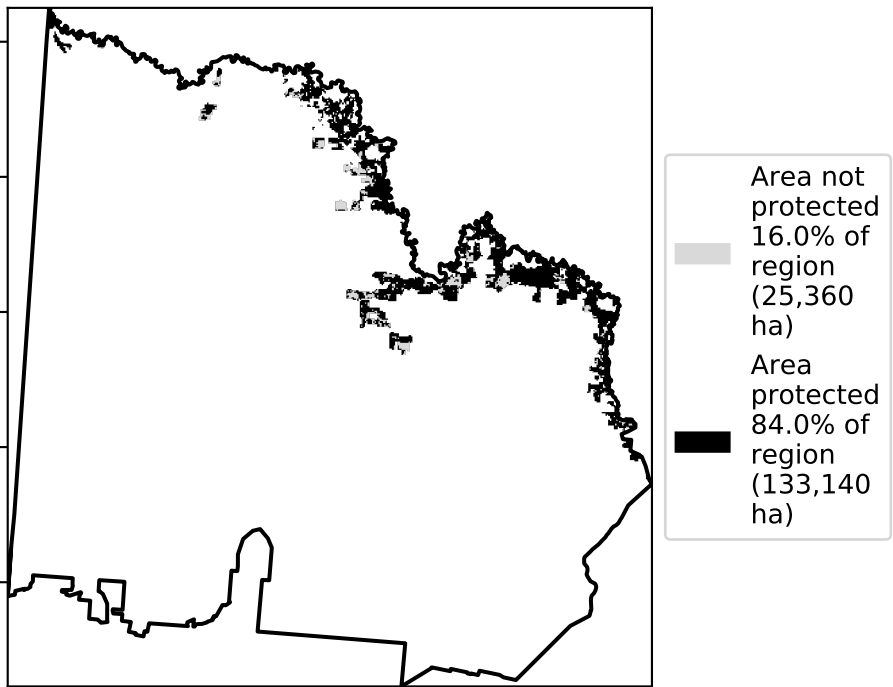 Area not
protected
16.0% of
region
(25,360
ha)
Area
protected
84.0% of
region
(133,140
ha)